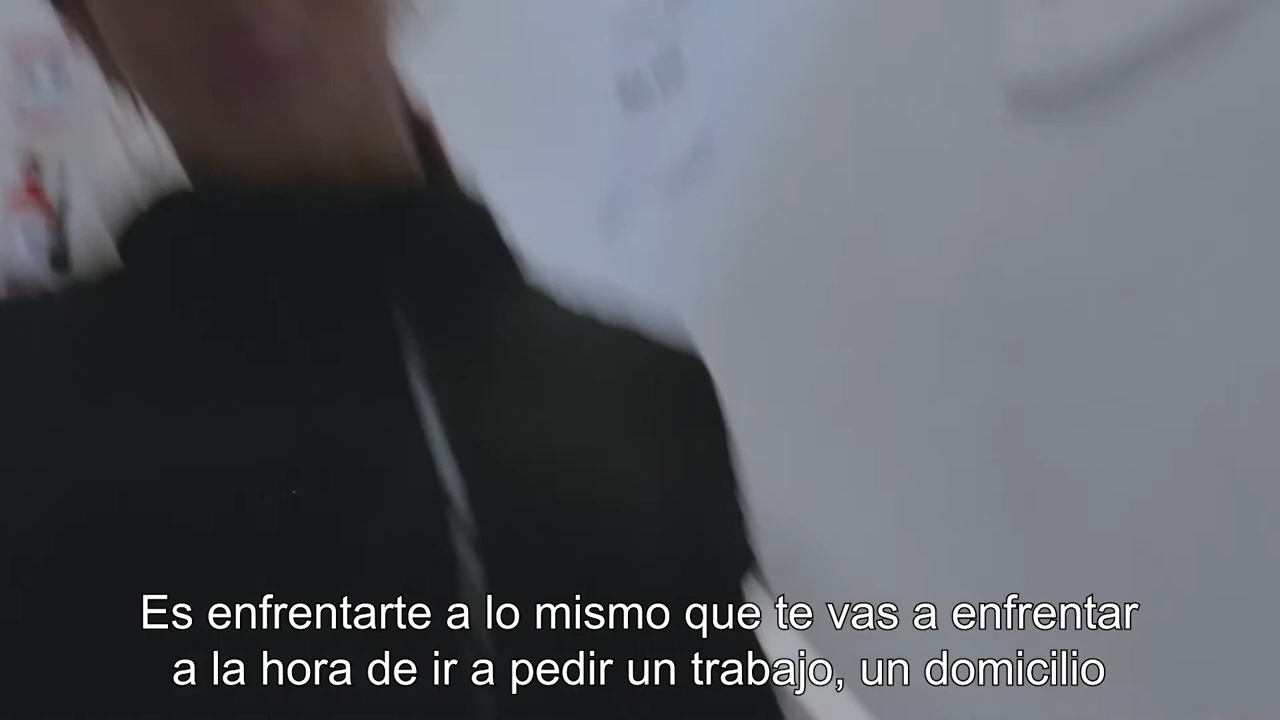 Es enfrentarte a lo mismo que te vas a enfrentar
a la hora de ir a pedir un trabajo, un domicilio